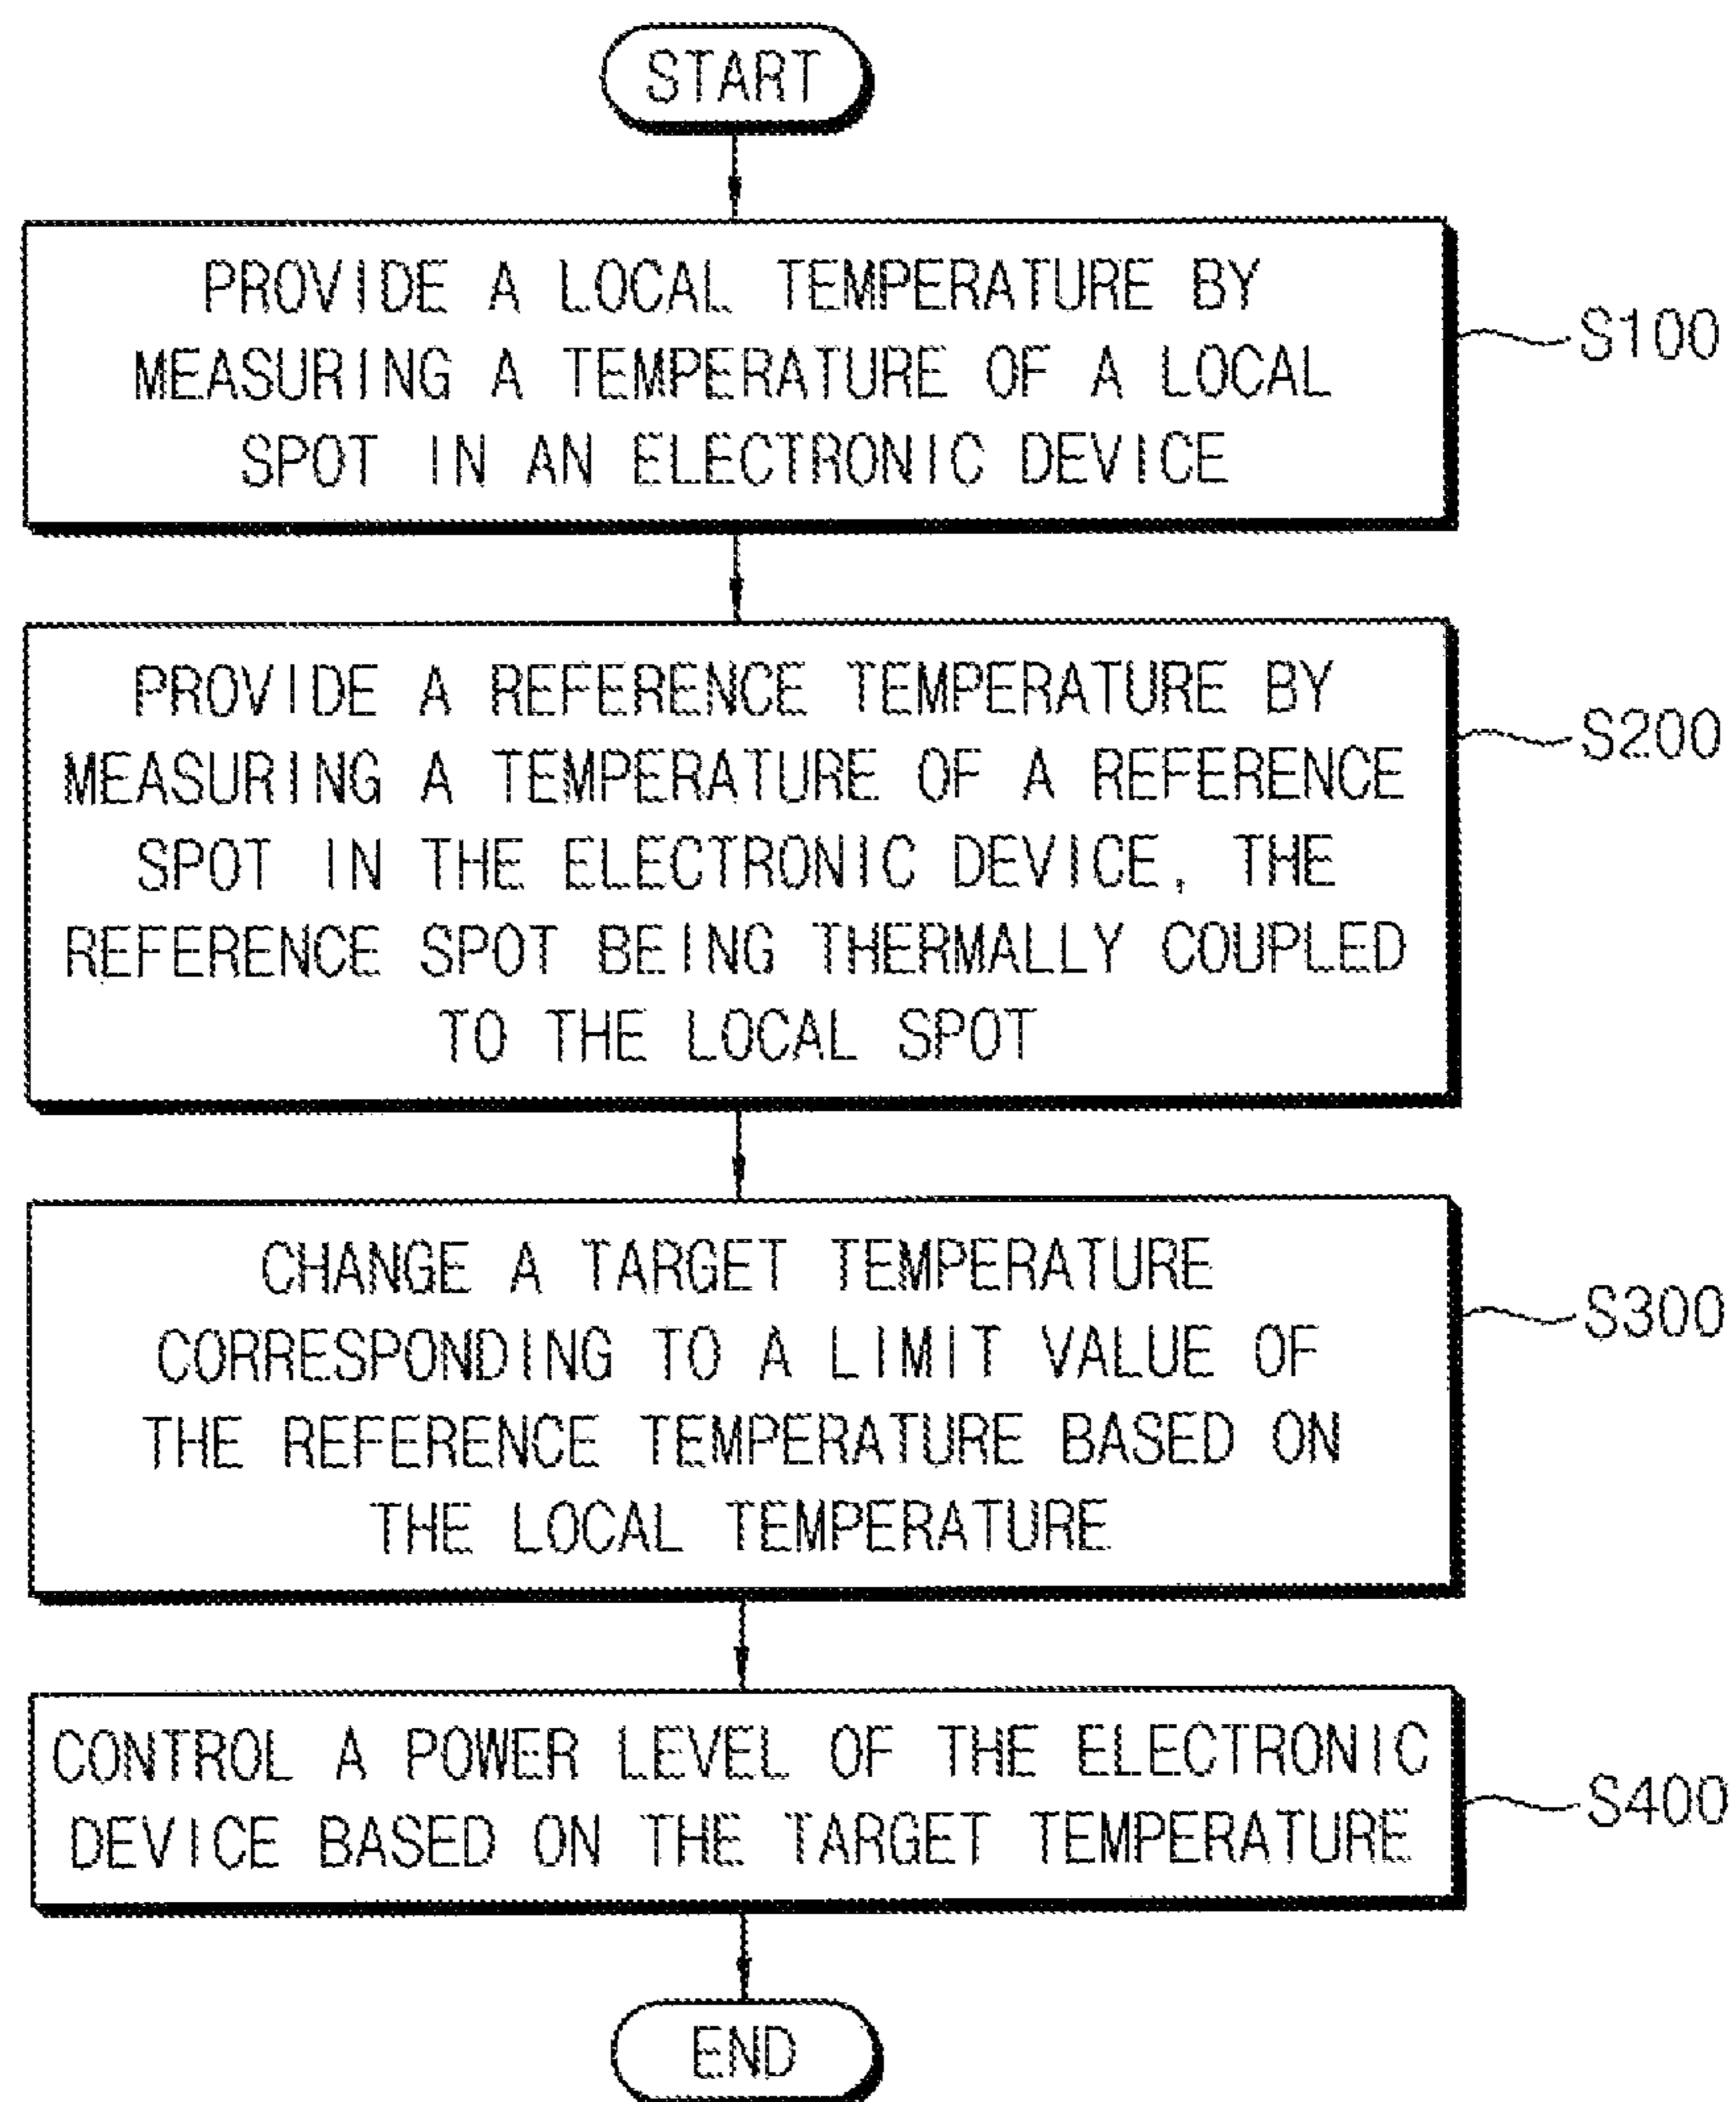 START
PROVIDE A LOCAL TEMPERATURE BY
MEASURING A TEMPERATURE OF A LOCAL
SPOT IN AN ELECTRONIC DEVICE
S100
PROVIDE A REFERENCE TEMPERATURE BY
MEASURING A TEMPERATURE OF A REFERENCE
SPOT IN THE ELECTRONIC DEVICE, THE
REFERENCE SPOT BEING THERMALLY COUPLED
TO THE LOCAL SPOT
S200
CHANGE A TARGET TEMPERATURE
CORRESPONDING TO A LIMIT VALUE OF
THE REFERENCE TEMPERATURE BASED ON
THE LOCAL TEMPERATURE
S300
CONTROL A POWER LEVEL OF THE ELECTRONIC
DEVICE BASED ON THE TARGET TEMPERATURE
S400
END